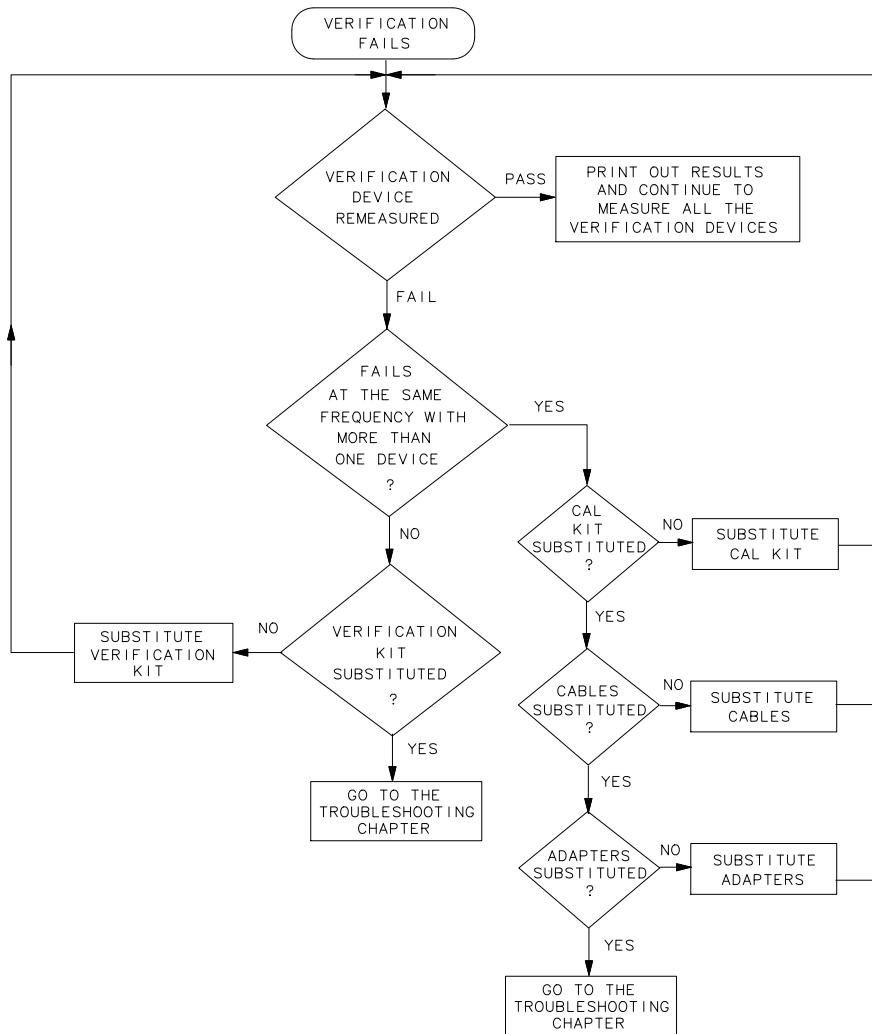 VERIFICATION
FAILS
VERIFICATION
DEVICE
REMEASURED
PASS
PRINT OUT RESULTS
AND CONTINUE TO
MEASURE ALL THE
VERIFICATION DEVICES
FAIL
FAILS
AT THE SAME
FREQUENCY WITH
MORE THAN
ONE DEVICE
?
YES
NO
CAL
KIT
SUBSTITUTED
?
NO
SUBSTITUTE
CAL KIT
YES
VERIFICATION
KIT
SUBSTITUTED
?
NO
SUBSTITUTE
VERIFICATION
KIT
YES
GO TO THE
TROUBLESHOOTING
CHAPTER
CABLES
SUBSTITUTED
?
NO
SUBSTITUTE
CABLES
YES
ADAPTERS
SUBSTITUTED
?
NO
SUBSTITUTE
ADAPTERS
YES
GO TO THE
TROUBLESHOOTING
CHAPTER